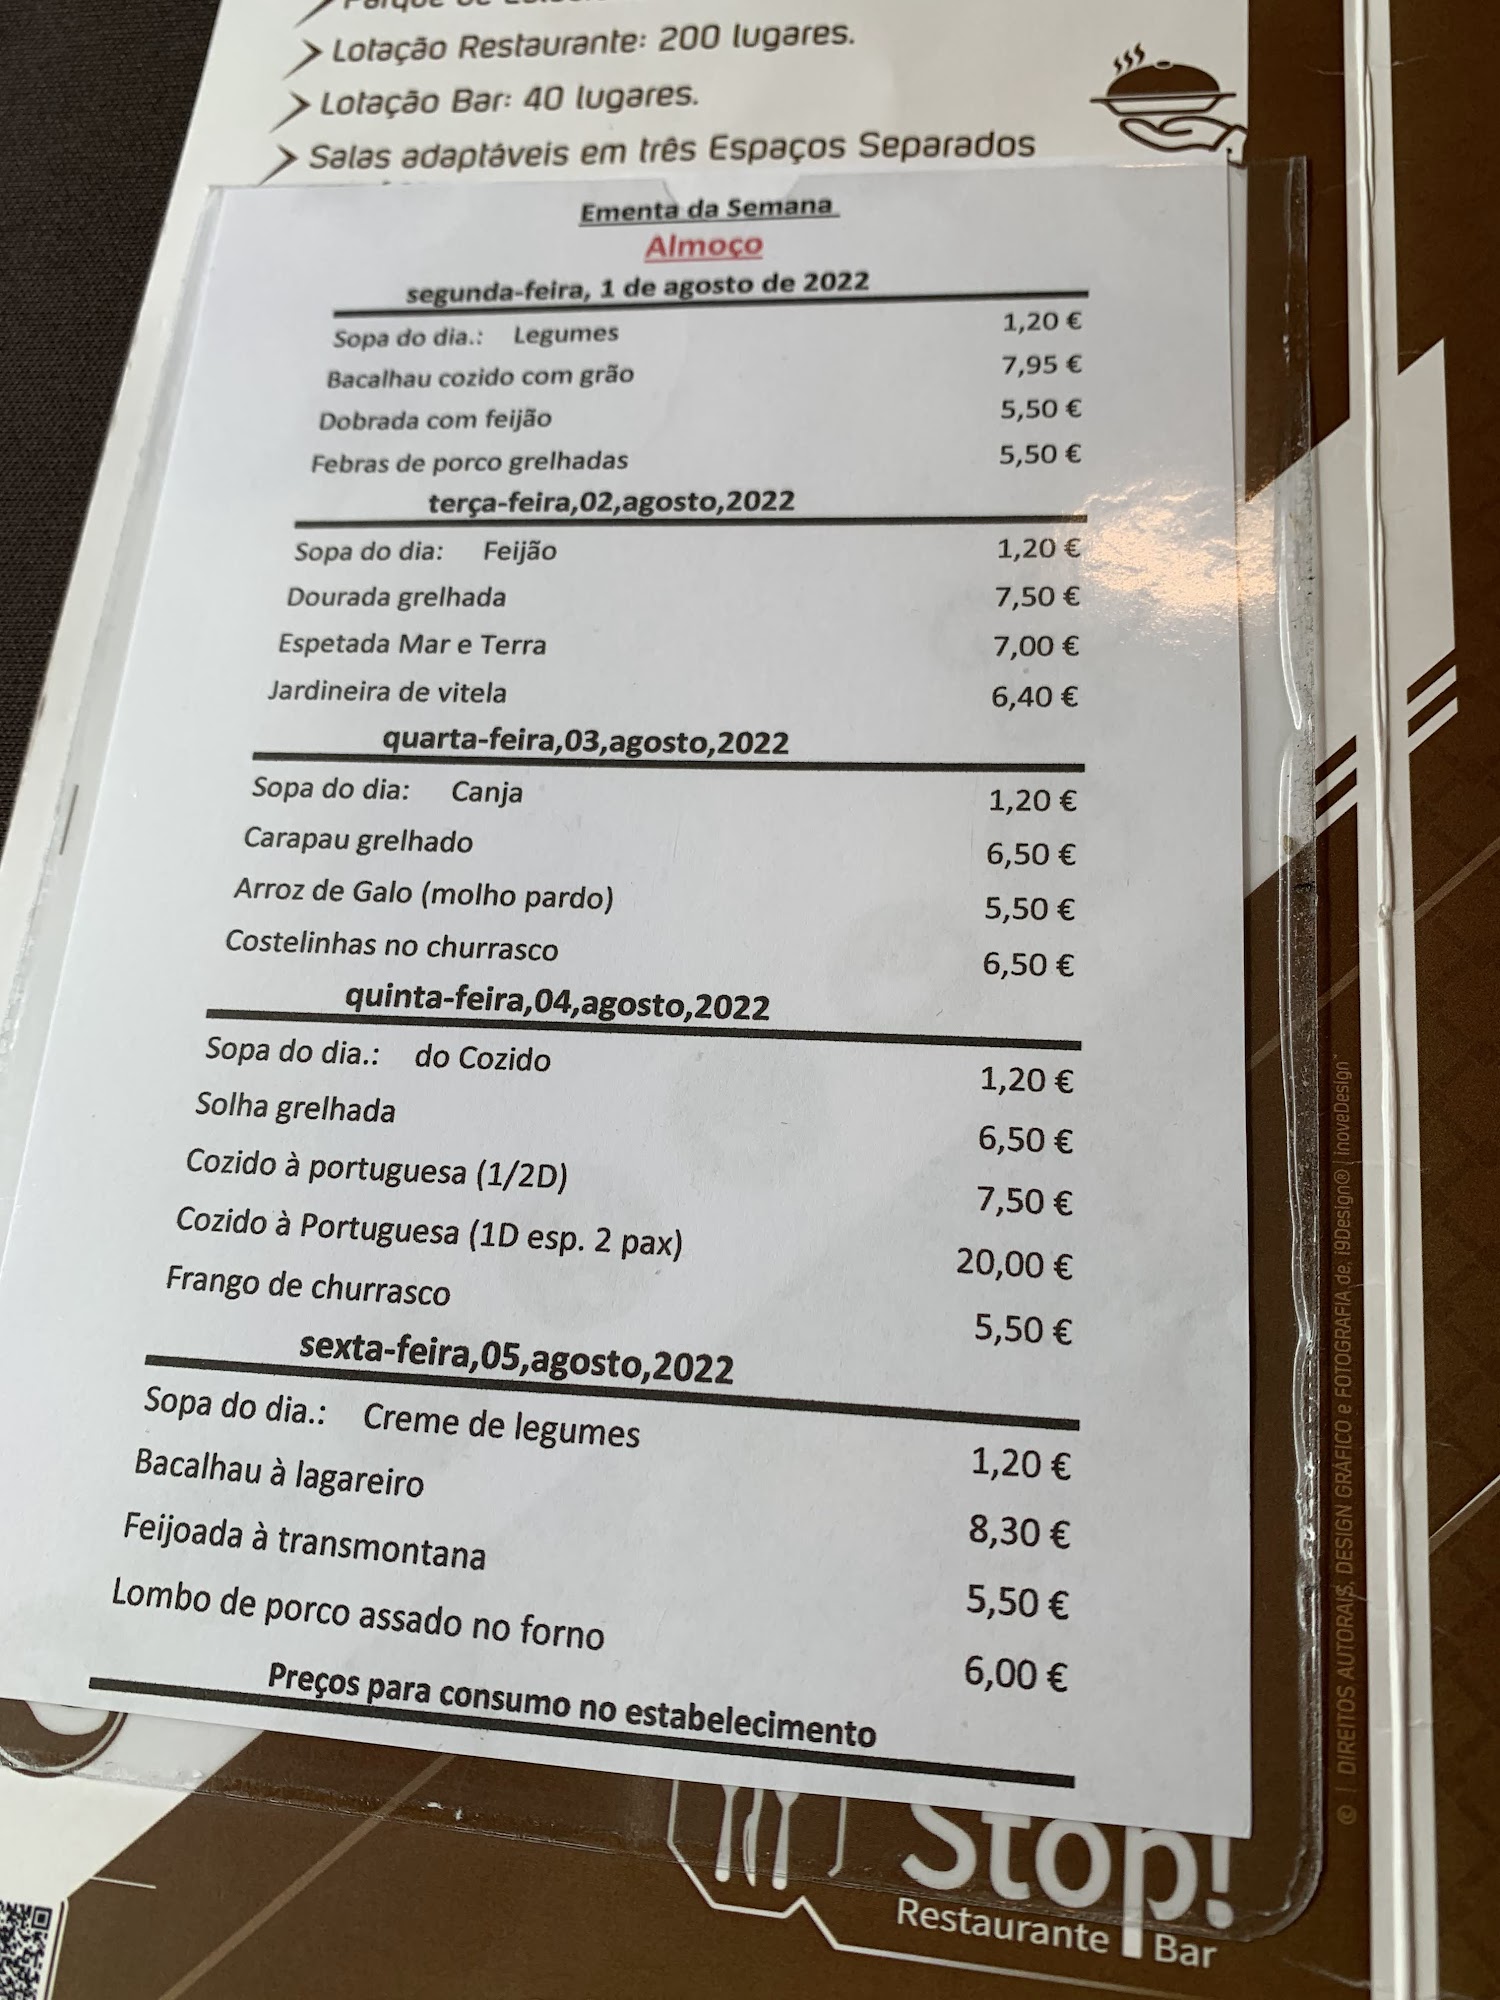 Lotação Restaurante: 200 lugares.
Lotação Bar: 40 lugares.
Salas adaptáveis em três Espaços Separados
Ementa da Semana
Almoço
segunda-feira, 1 de agosto de 2022
Sopa do dia.: Legumes 1,20 €
Bacalhau cozido com grão 7,95 €
Dobrada com feijão 5,50 €
Febras de porco grelhadas 5,50 €
terça-feira,02,agosto,2022
Sopa do dia: Feijão 1,20 €
Dourada grelhada 7,50 €
Espetada Mar e Terra 7,00 €
Jardineira de vitela 6,40 €
quarta-feira,03,agosto,2022
Sopa do dia: Canja 1,20 €
Carapau grelhado 6,50 €
Arroz de Galo (molho pardo) 5,50 €
Costelinhas no churrasco 6,50 €
quinta-feira,04,agosto,2022
Sopa do dia.: do Cozido 1,20 €
Solha grelhada 6,50 €
Cozido à portuguesa (1/2D) 7,50 €
Cozido à Portuguesa (1D esp. 2 pax) 20,00 €
Frango de churrasco 5,50 €
sexta-feira,05,agosto,2022
Sopa do dia.: Creme de legumes 1,20 €
Bacalhau à lagareiro 8,30 €
Feijoada à transmontana 5,50 €
Lombo de porco assado no forno 6,00 €
Preços para consumo no estabelecimento
Stop!
Restaurante Bar
© | DIREITOS AUTORAIS. DESIGN GRÁFICO e FOTOGRAFIA de. i9Design® | inoveDesign